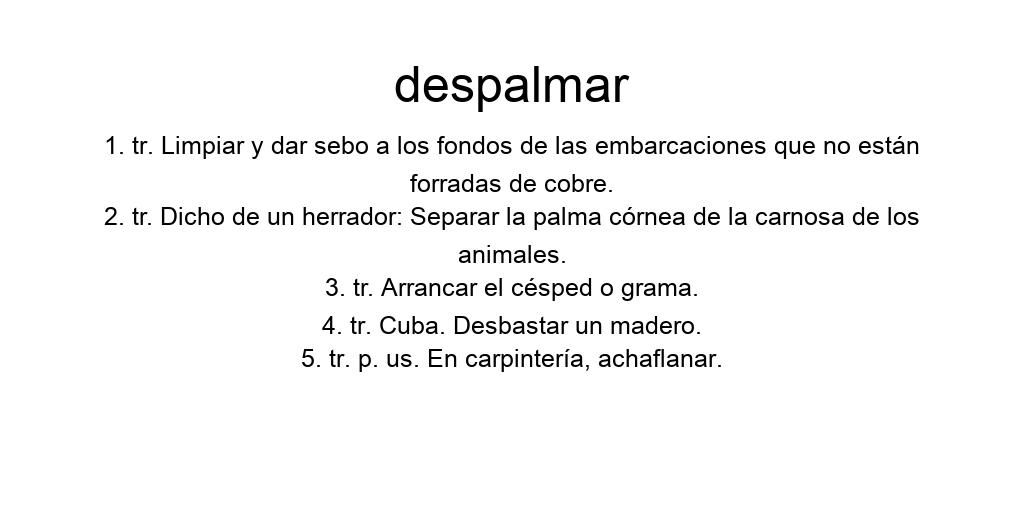 despalmar
1. tr. Limpiar y dar sebo a los fondos de las embarcaciones que no están
forradas de cobre.
2. tr. Dicho de un herrador: Separar la palma córnea de la carnosa de los
animales.
3. tr. Arrancar el césped o grama.
4. tr. Cuba. Desbastar un madero.
5. tr. p. us. En carpintería, achaflanar.